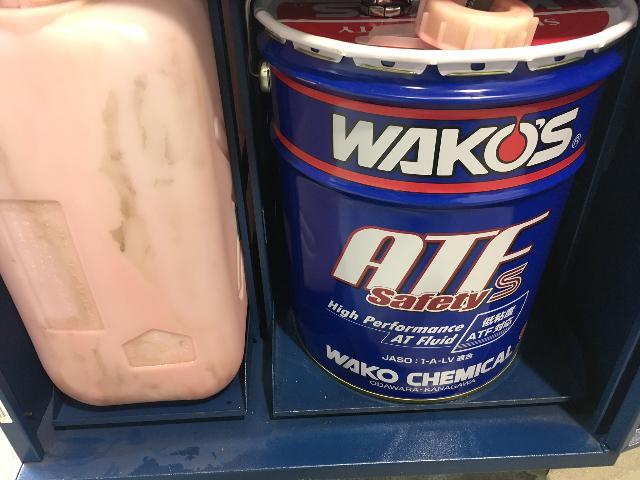 WAKO'S®
ATF
Safety S
High Performance
AT Fluid
低粘度
ATF対応
JASO : 1-A-LV 適合
WAKO CHEMICAL
ODAWARA・KANAGAWA